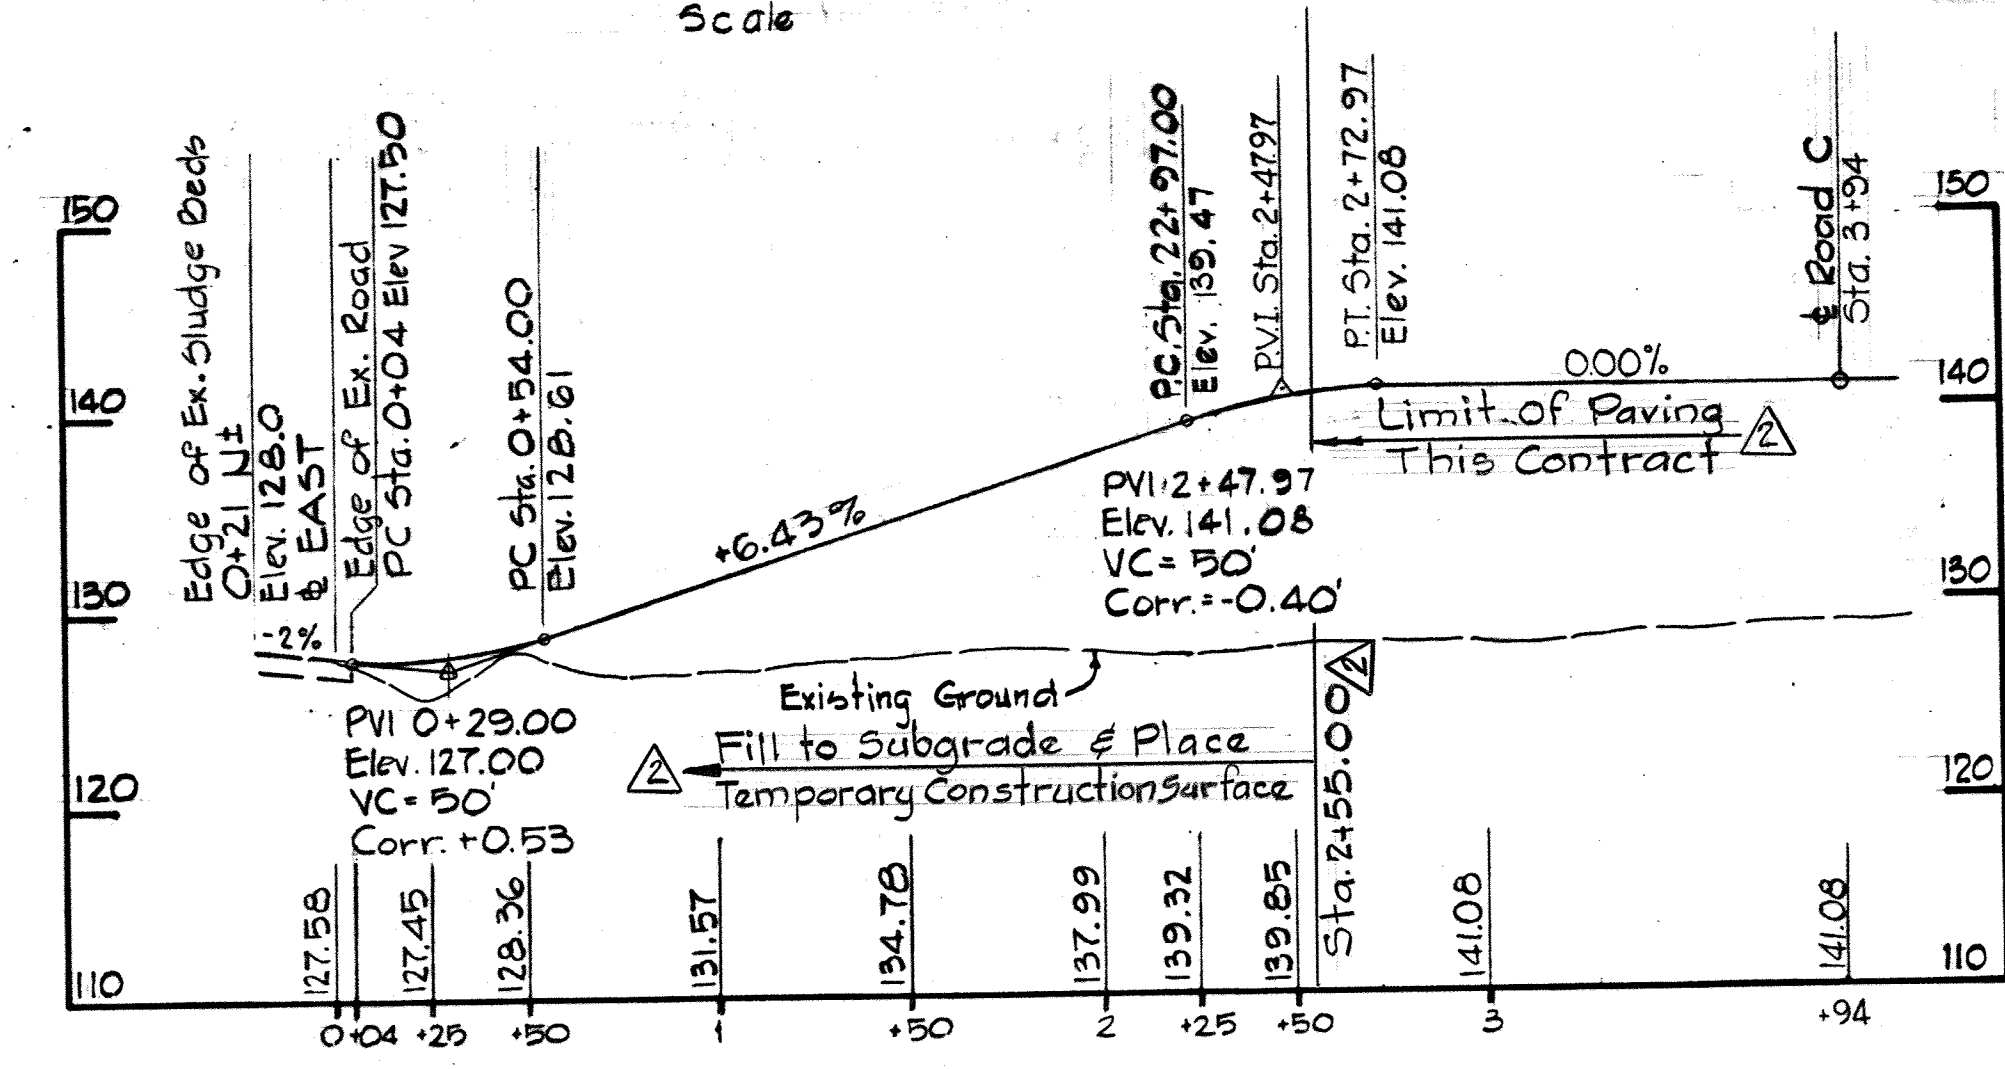 Scale
150
140
130
120
110
Edge of Ex. Sludge Beds
0+21 N±
Elev. 128.0
℄ EAST
Edge of Ex. Road
PC Sta. 0+04 Elev 127.50
PC Sta. 0+54.00
Elev. 128.61
P.C. Sta. 22+97.00
Elev. 139.47
P.V.I. Sta. 2+47.97
P.T. Sta. 2+72.97
Elev. 141.08
℄ Road C
Sta. 3+94
150
140
130
120
110
-2%
+6.43%
0.00%
Limit of Paving
This Contract
2
PVI 2+47.97
Elev. 141.08
VC = 50'
Corr. = -0.40'
PVI 0+29.00
Elev. 127.00
VC = 50'
Corr. +0.53
Existing Ground
2
Fill to Subgrade & Place
Temporary Construction Surface
2
Sta. 2+55.00
127.58
127.45
128.36
131.57
134.78
137.99
139.32
139.85
141.08
141.08
0 +04 +25 +50 1 +50 2 +25 +50 3 +94